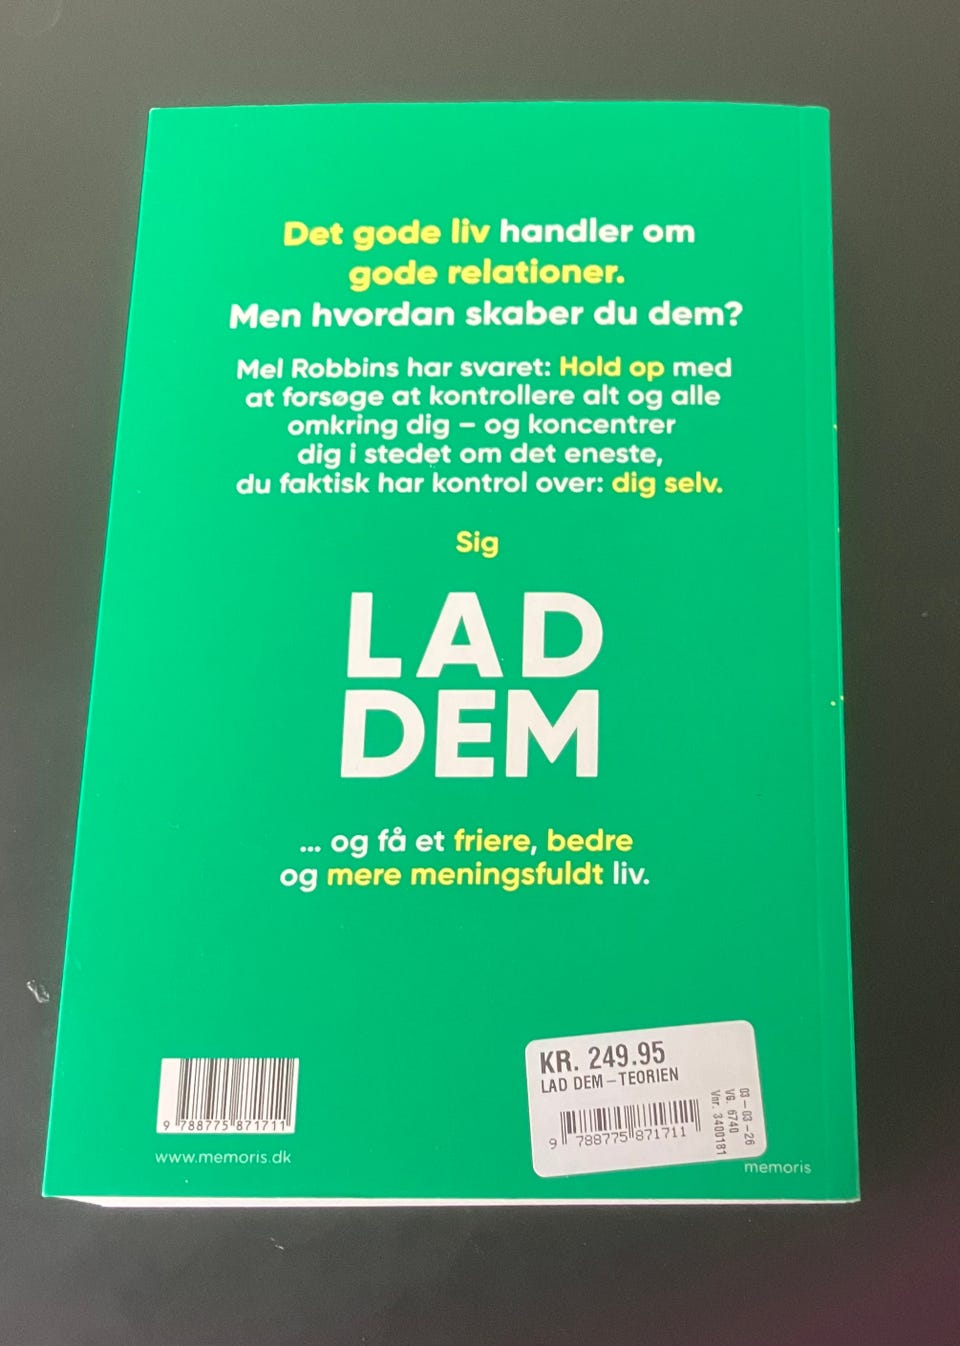 Det gode liv handler om
gode relationer.
Men hvordan skaber du dem?
Mel Robbins har svaret: Hold op med
at forsøge at kontrollere alt og alle
omkring dig – og koncentrer
dig i stedet om det eneste,
du faktisk har kontrol over: dig selv.
Sig
LAD
DEM
... og få et friere, bedre
og mere meningsfuldt liv.
9 788775 871711
www.memoris.dk
KR. 249.95
LAD DEM – TEORIEN
9 788775 871711
03-03-26
VG. 6740
Vnr. 3400181
memoris